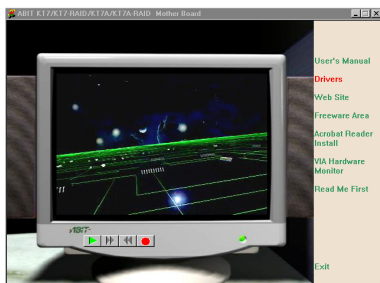 ABIT KT7/KT7-RAID/KT7A/KT7A-RAID Mother Board
User's Manual
Drivers
Web Site
Freeware Area
Acrobat Reader
Install
VIA Hardware
Monitor
Read Me First
ABIT
Exit